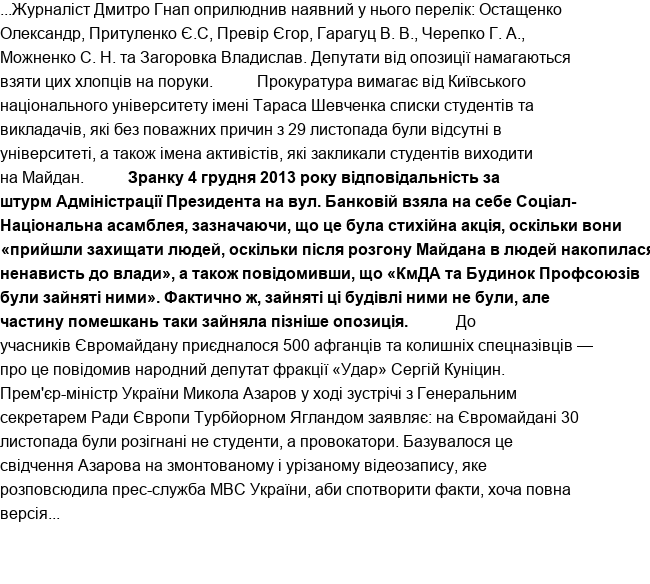 ...Журналіст Дмитро Гнап оприлюднив наявний у нього перелік: Остащенко
Олександр, Притуленко Є.С, Превір Єгор, Гарагуц В. В., Черепко Г. А.,
Можненко С. Н. та Загоровка Владислав. Депутати від опозиції намагаються
взяти цих хлопців на поруки. Прокуратура вимагає від Київського
національного університету імені Тараса Шевченка списки студентів та
викладачів, які без поважних причин з 29 листопада були відсутні в
університеті, а також імена активістів, які закликали студентів виходити
на Майдан. Зранку 4 грудня 2013 року відповідальність за
штурм Адміністрації Президента на вул. Банковій взяла на себе Соціал-
Національна асамблея, зазначаючи, що це була стихійна акція, оскільки вони
«прийшли захищати людей, оскільки після розгону Майдана в людей накопилася
ненависть до влади», а також повідомивши, що «КмДА та Будинок Профсоюзів
були зайняті ними». Фактично ж, зайняті ці будівлі ними не були, але
частину помешкань таки зайняла пізніше опозиція. До
учасників Євромайдану приєдналося 500 афганців та колишніх спецназівців —
про це повідомив народний депутат фракції «Удар» Сергій Куніцин.
Прем'єр-міністр України Микола Азаров у ході зустрічі з Генеральним
секретарем Ради Європи Турбйорном Ягландом заявляє: на Євромайдані 30
листопада були розігнані не студенти, а провокатори. Базувалося це
свідчення Азарова на змонтованому і урізаному відеозапису, яке
розповсюдила прес-служба МВС України, аби спотворити факти, хоча повна
версія...